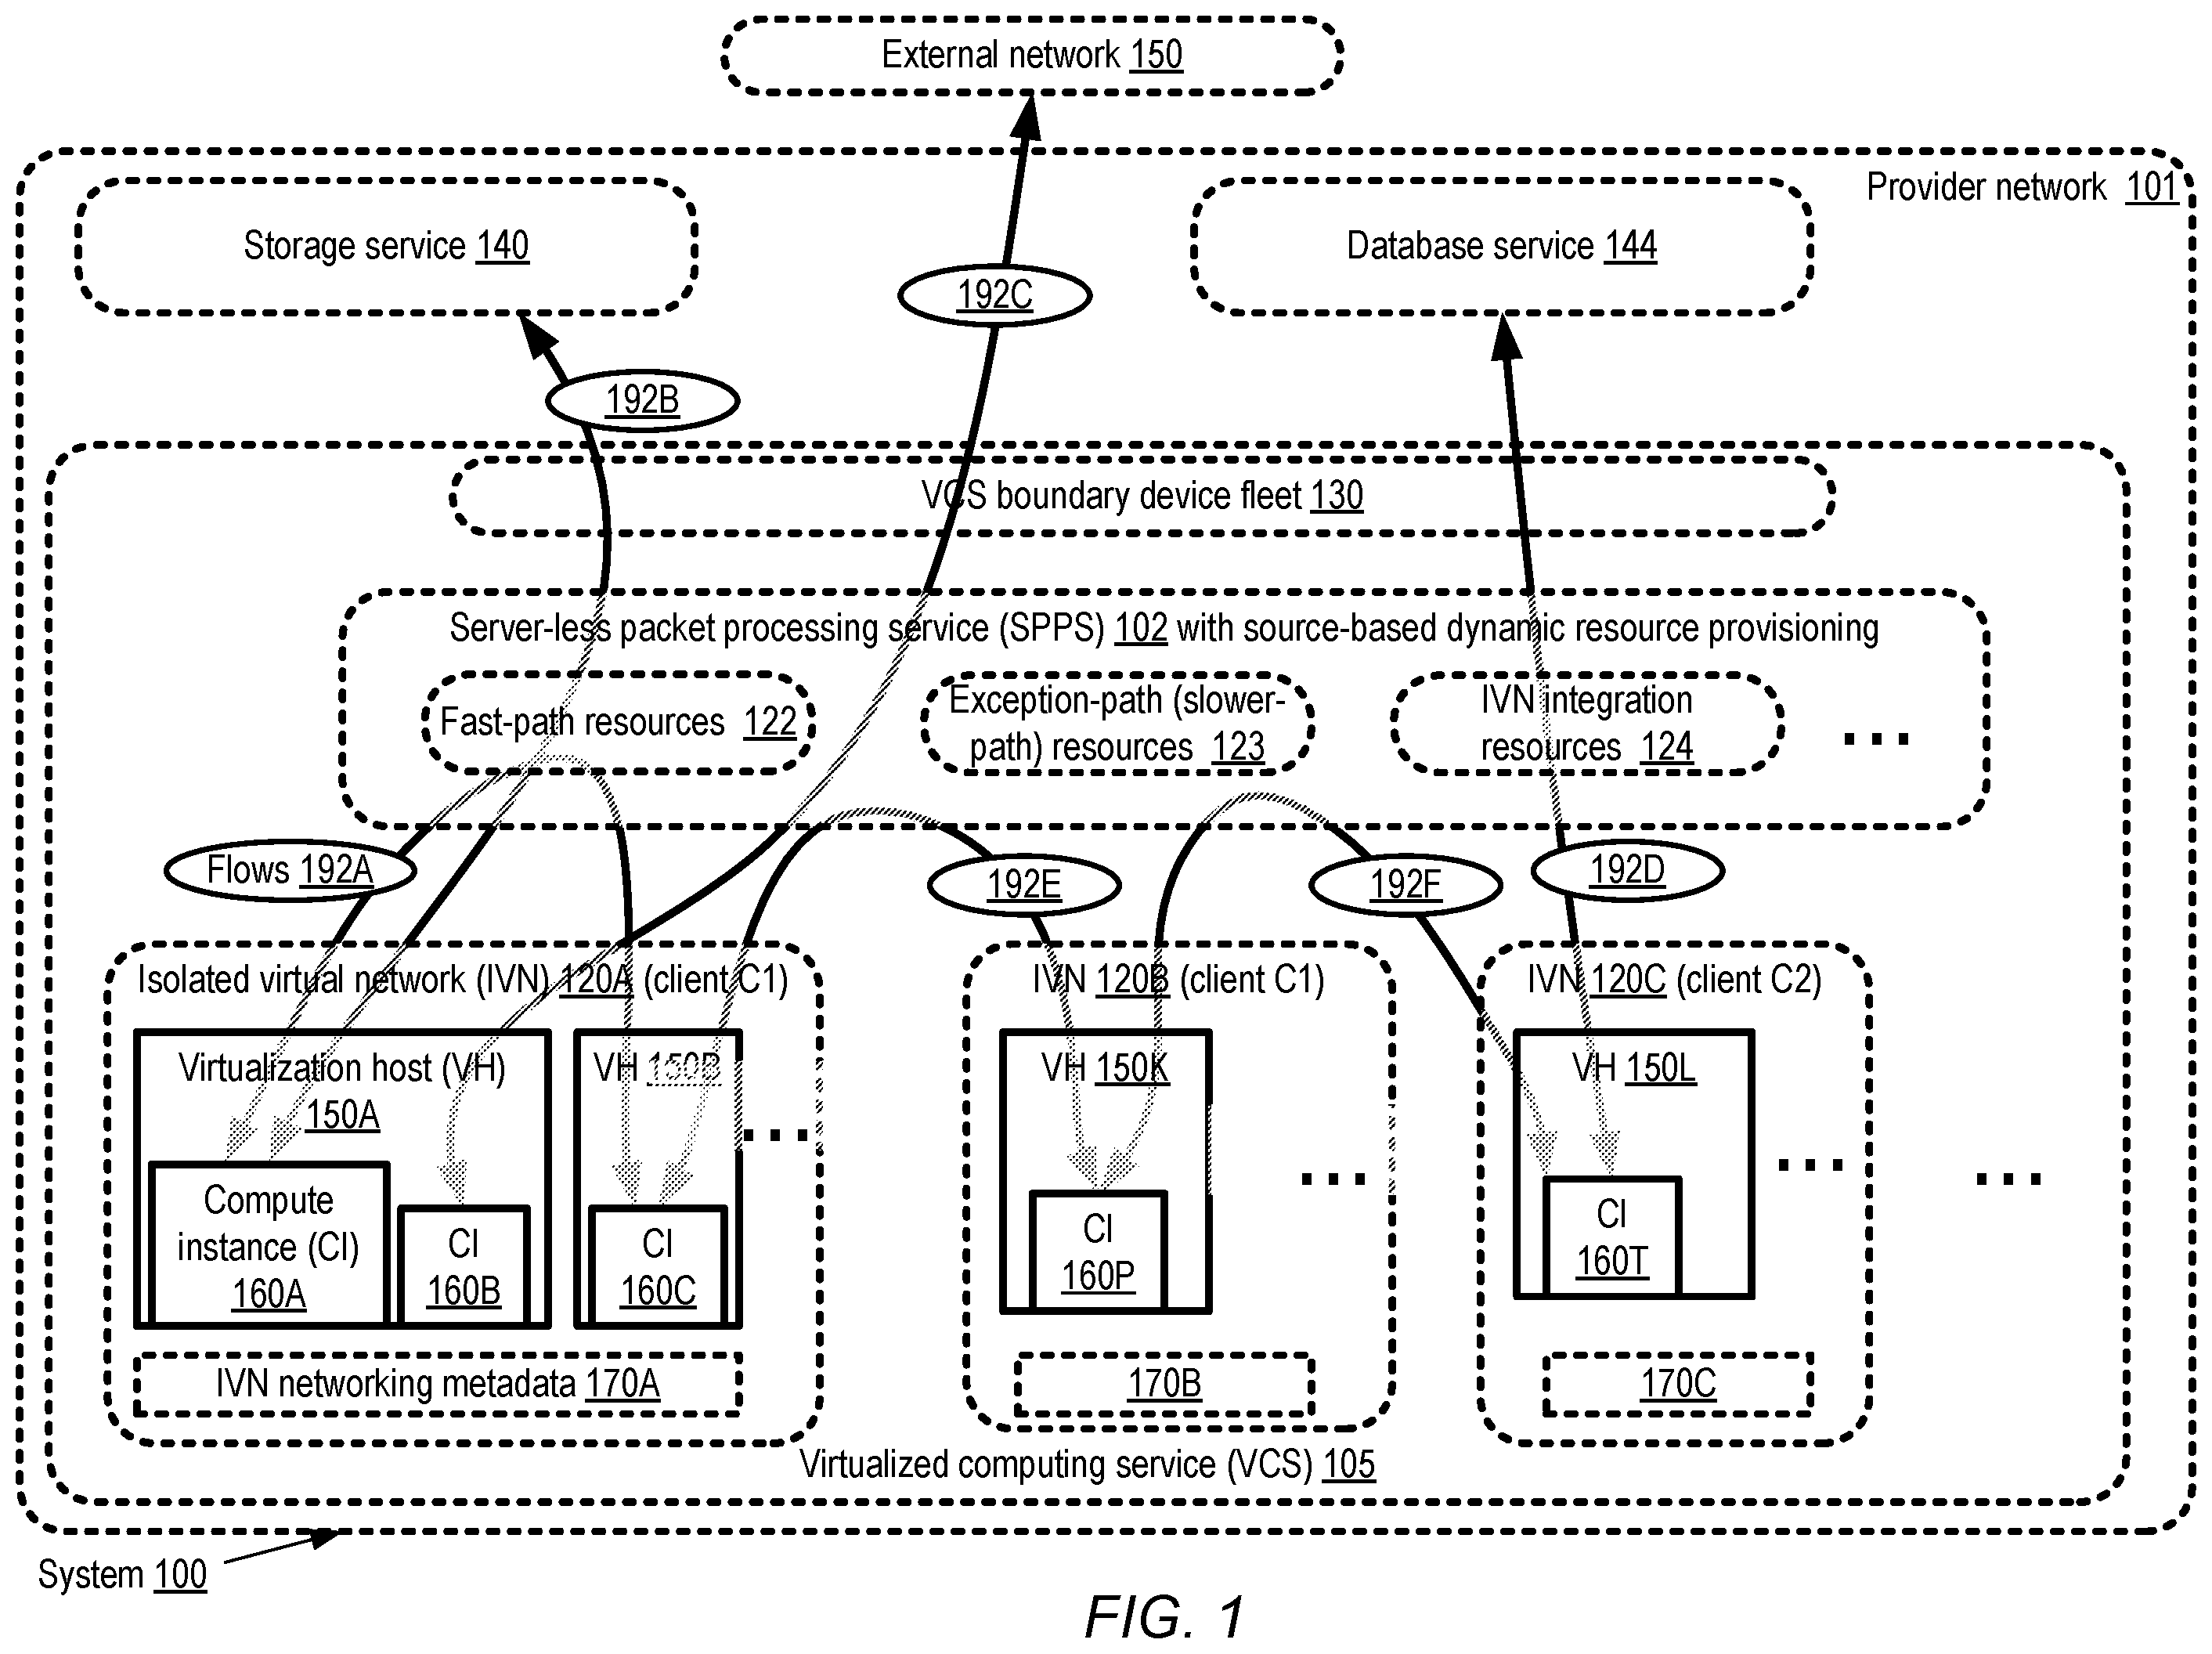 External network 150
Provider network 101
Storage service 140
Database service 144
192C
192B
VCS boundary device fleet 130
Server-less packet processing service (SPPS) 102 with source-based dynamic resource provisioning
Fast-path resources 122
Exception-path (slower-
path) resources 123
IVN integration
resources 124
...
Flows 192A
192E
192F
192D
Isolated virtual network (IVN) 120A (client C1)
Virtualization host (VH)
150A
Compute
instance (CI)
160A
CI
160B
VH 150B
CI
160C
...
IVN networking metadata 170A
IVN 120B (client C1)
VH 150K
CI
160P
...
170B
IVN 120C (client C2)
VH 150L
CI
160T
...
170C
...
Virtualized computing service (VCS) 105
System 100
FIG. 1